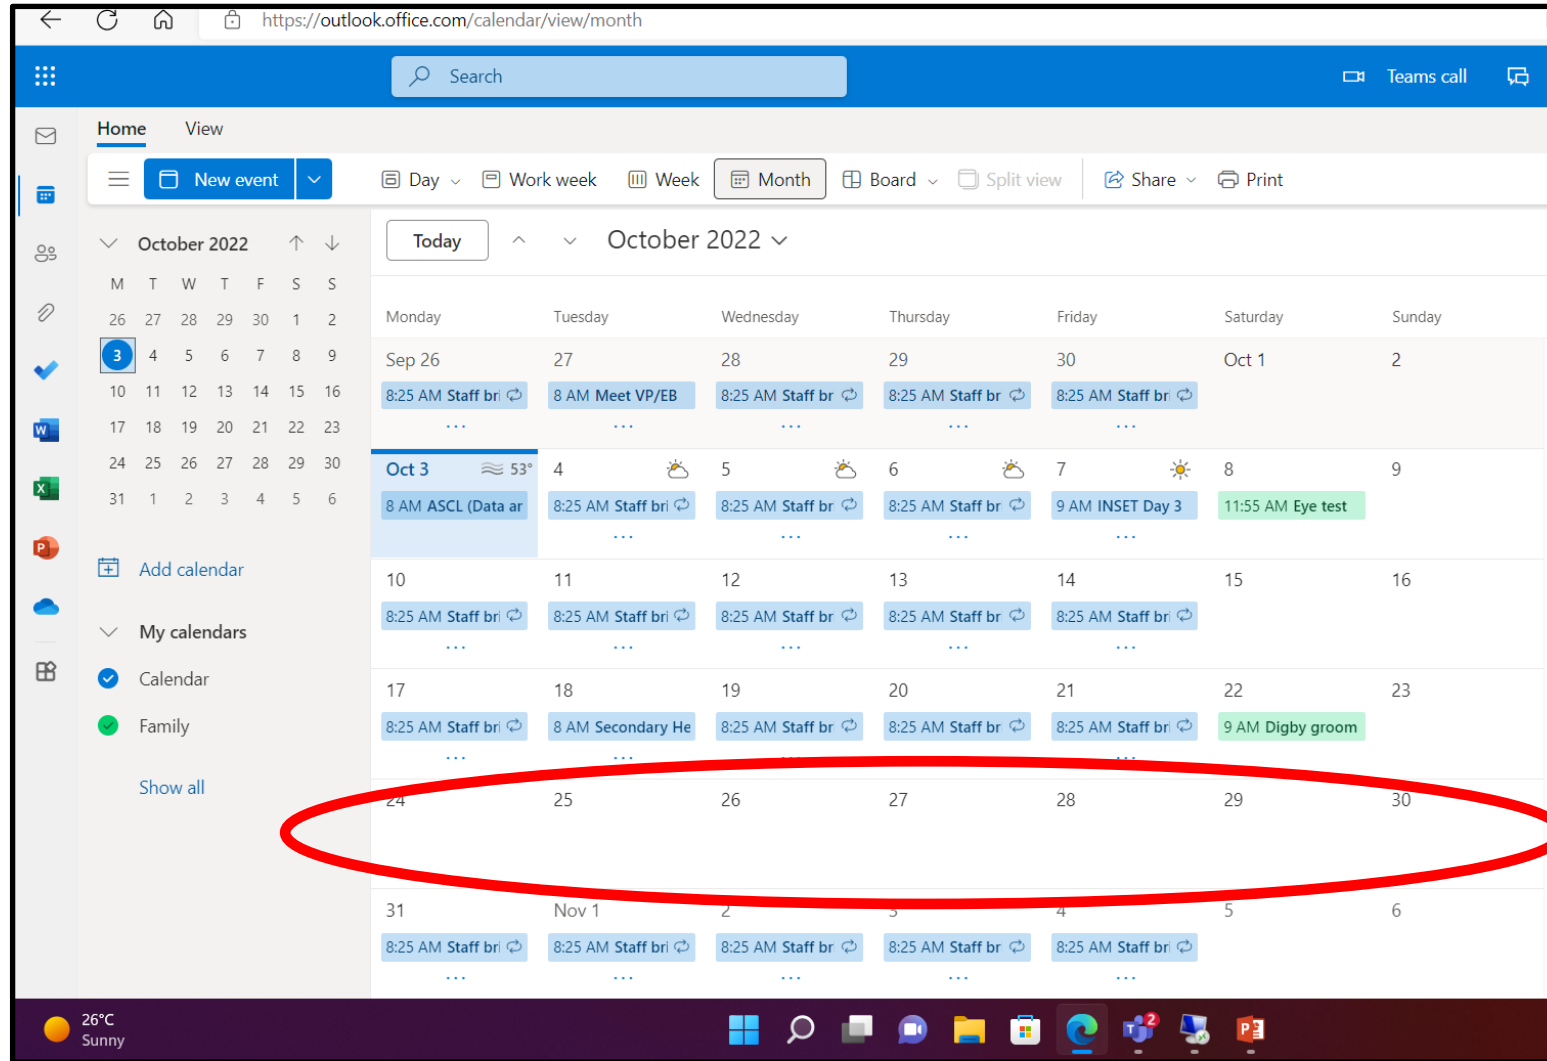 https://outlook.office.com/calendar/view/month
Search
Teams call
Home View
New event Day Work week Week Month Board Split view Share Print
October 2022
M T W T F S S
26 27 28 29 30 1 2
3 4 5 6 7 8 9
10 11 12 13 14 15 16
17 18 19 20 21 22 23
24 25 26 27 28 29 30
31 1 2 3 4 5 6
Add calendar
My calendars
Calendar
Family
Show all
Today October 2022
Monday Tuesday Wednesday Thursday Friday Saturday Sunday
Sep 26 27 28 29 30 Oct 1 2
8:25 AM Staff bri 8 AM Meet VP/EB 8:25 AM Staff br 8:25 AM Staff br 8:25 AM Staff bri
... ... ... ... ...
Oct 3 53° 4 5 6 7 8 9
8 AM ASCL (Data ar 8:25 AM Staff bri 8:25 AM Staff br 8:25 AM Staff br 9 AM INSET Day 3 11:55 AM Eye test
... ... ... ...
10 11 12 13 14 15 16
8:25 AM Staff bri 8:25 AM Staff bri 8:25 AM Staff br 8:25 AM Staff br 8:25 AM Staff bri
... ... ... ... ...
17 18 19 20 21 22 23
8:25 AM Staff bri 8 AM Secondary He 8:25 AM Staff br 8:25 AM Staff br 8:25 AM Staff bri 9 AM Digby groom
... ... ...
24 25 26 27 28 29 30
31 Nov 1 2 3 4 5 6
8:25 AM Staff bri 8:25 AM Staff bri 8:25 AM Staff br 8:25 AM Staff br 8:25 AM Staff bri
... ... ... ... ...
26°C
Sunny
2